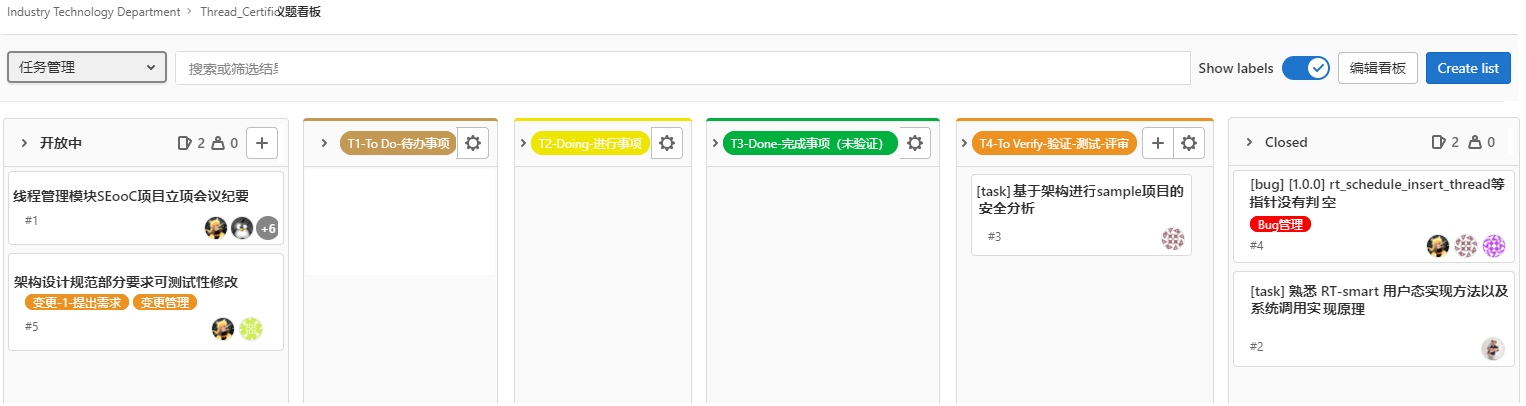 Industry Technology Department › Thread_Certific议题看板
任务管理
搜索或筛选结果
Show labels
编辑看板
Create list
开放中 2 0
线程管理模块SEooC项目立项会议纪要
#1
+6
架构设计规范部分要求可测试性修改
变更-1-提出需求 变更管理
#5
T1-To Do-待办事项
T2-Doing-进行事项
T3-Done-完成事项（未验证）
T4-To Verify-验证-测试-评审
[task] 基于架构进行sample项目的
安全分析
#3
Closed 2 0
[bug] [1.0.0] rt_schedule_insert_thread等
指针没有判空
Bug管理
#4
[task] 熟悉 RT-smart 用户态实现方法以及
系统调用实现原理
#2